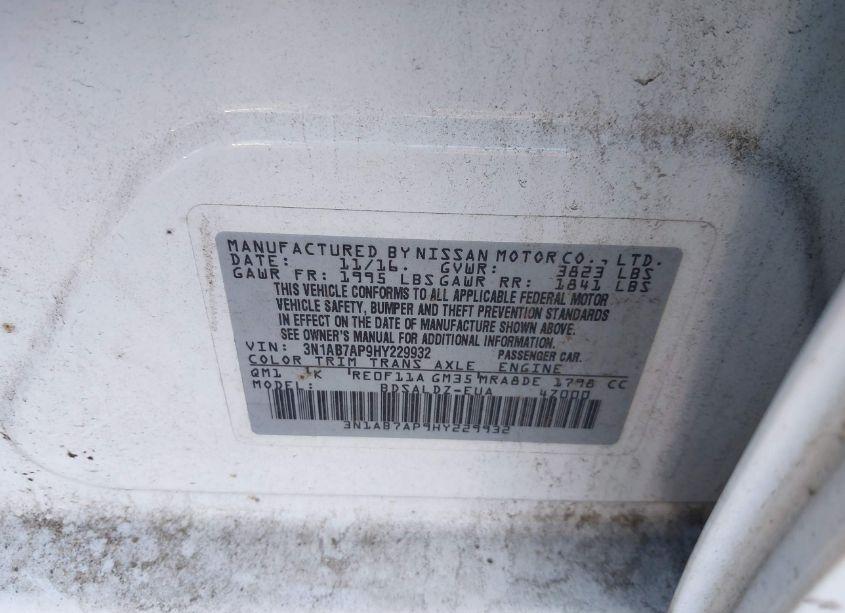 MANUFACTURED BY NISSAN MOTOR CO., LTD.
DATE: 11/16. GVWR: 3823 LBS
GAWR FR: 1995 LBS GAWR RR: 1841 LBS
THIS VEHICLE CONFORMS TO ALL APPLICABLE FEDERAL MOTOR
VEHICLE SAFETY, BUMPER AND THEFT PREVENTION STANDARDS
IN EFFECT ON THE DATE OF MANUFACTURE SHOWN ABOVE.
SEE OWNER'S MANUAL FOR ADDITIONAL INFORMATION.
VIN: 3N1AB7AP9HY229932 PASSENGER CAR.
COLOR TRIM TRANS AXLE ENGINE
QM1 K RE0F11A GM35 MRA8DE 1798 CC
MODEL: BDSALDZ-EUA 47000
3N1AB7AP9HY229932